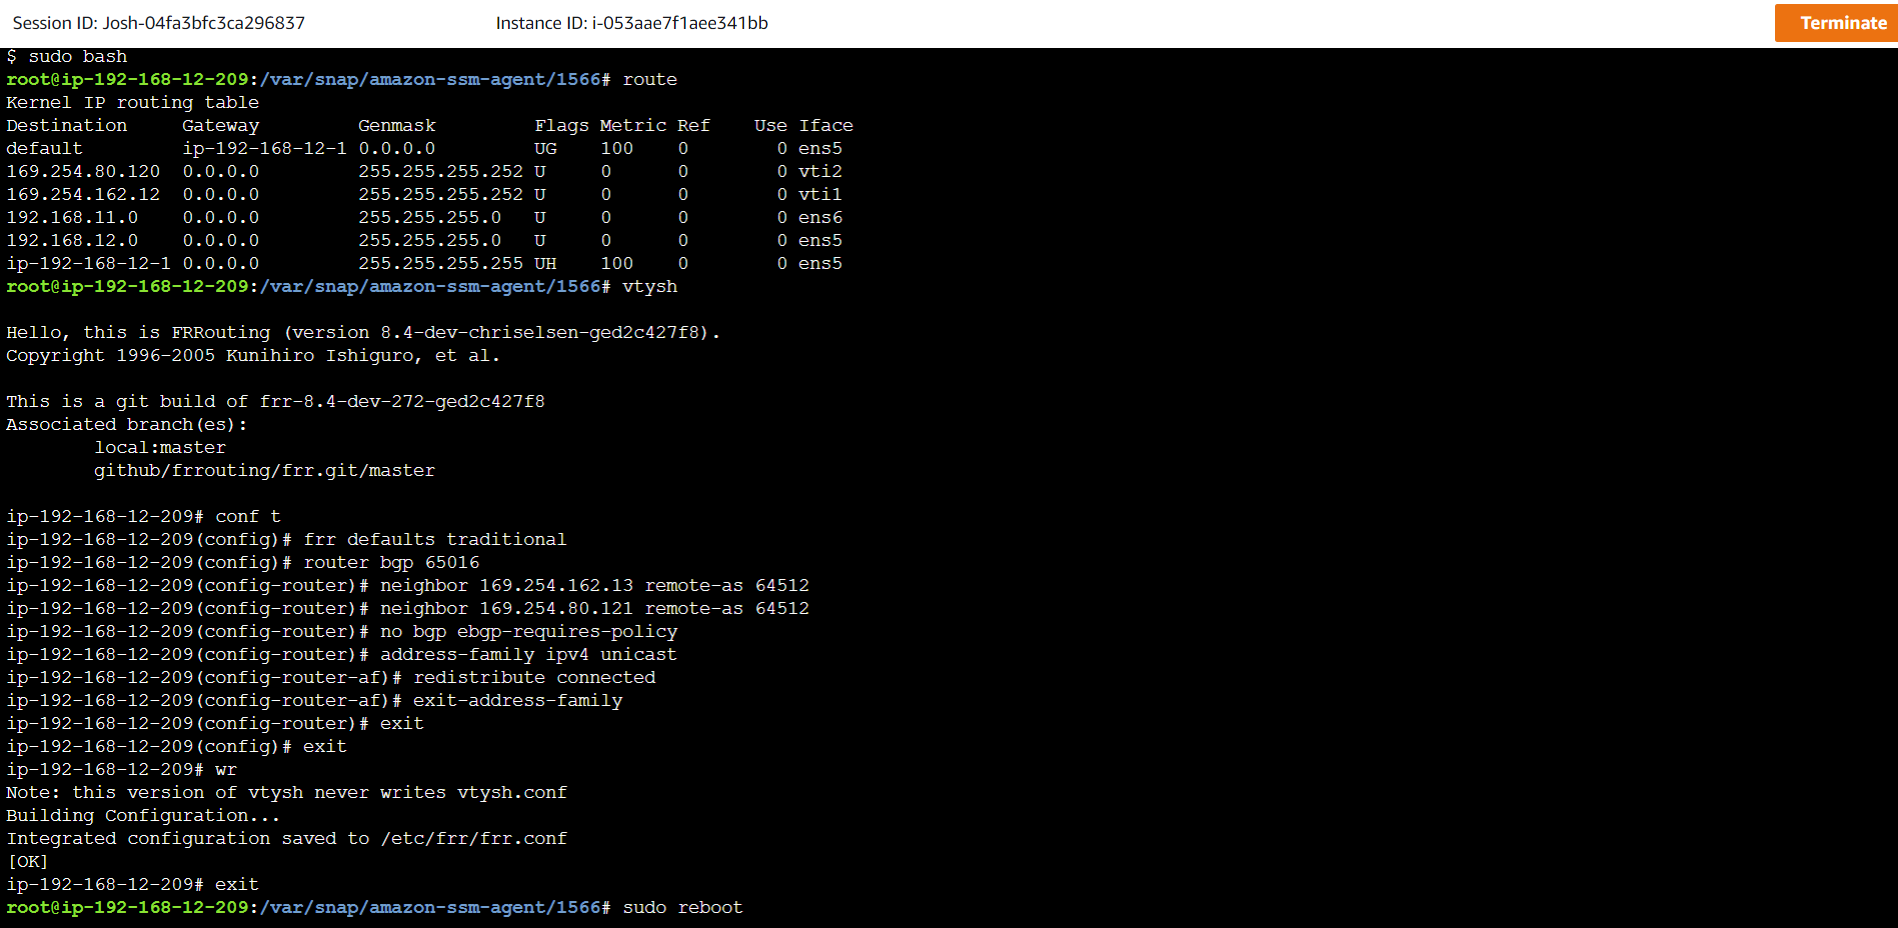 Session ID: Josh-04fa3bfc3ca296837 Instance ID: i-053aae7f1aee341bb Terminate
$ sudo bash
root@ip-192-168-12-209:/var/snap/amazon-ssm-agent/1566# route
Kernel IP routing table
Destination     Gateway         Genmask         Flags Metric Ref    Use Iface
default         ip-192-168-12-1 0.0.0.0         UG    100    0        0 ens5
169.254.80.120  0.0.0.0         255.255.255.252 U     0      0        0 vti2
169.254.162.12  0.0.0.0         255.255.255.252 U     0      0        0 vti1
192.168.11.0    0.0.0.0         255.255.255.0   U     0      0        0 ens6
192.168.12.0    0.0.0.0         255.255.255.0   U     0      0        0 ens5
ip-192-168-12-1 0.0.0.0         255.255.255.255 UH    100    0        0 ens5
root@ip-192-168-12-209:/var/snap/amazon-ssm-agent/1566# vtysh
Hello, this is FRRouting (version 8.4-dev-chriselsen-ged2c427f8).
Copyright 1996-2005 Kunihiro Ishiguro, et al.
This is a git build of frr-8.4-dev-272-ged2c427f8
Associated branch(es):
        local:master
        github/frrouting/frr.git/master
ip-192-168-12-209# conf t
ip-192-168-12-209(config)# frr defaults traditional
ip-192-168-12-209(config)# router bgp 65016
ip-192-168-12-209(config-router)# neighbor 169.254.162.13 remote-as 64512
ip-192-168-12-209(config-router)# neighbor 169.254.80.121 remote-as 64512
ip-192-168-12-209(config-router)# no bgp ebgp-requires-policy
ip-192-168-12-209(config-router)# address-family ipv4 unicast
ip-192-168-12-209(config-router-af)# redistribute connected
ip-192-168-12-209(config-router-af)# exit-address-family
ip-192-168-12-209(config-router)# exit
ip-192-168-12-209(config)# exit
ip-192-168-12-209# wr
Note: this version of vtysh never writes vtysh.conf
Building Configuration...
Integrated configuration saved to /etc/frr/frr.conf
[OK]
ip-192-168-12-209# exit
root@ip-192-168-12-209:/var/snap/amazon-ssm-agent/1566# sudo reboot